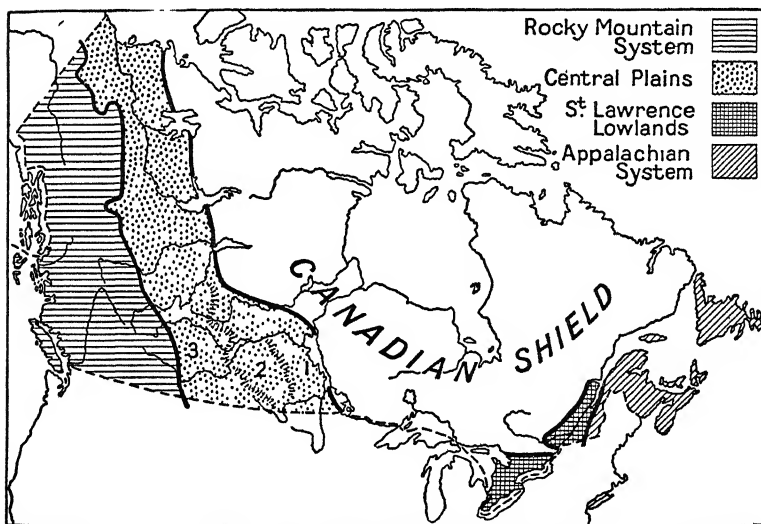 Rocky Mountain
System
Central Plains
St. Lawrence
Lowlands
Appalachian
System
CANADIAN SHIELD
3
2
1